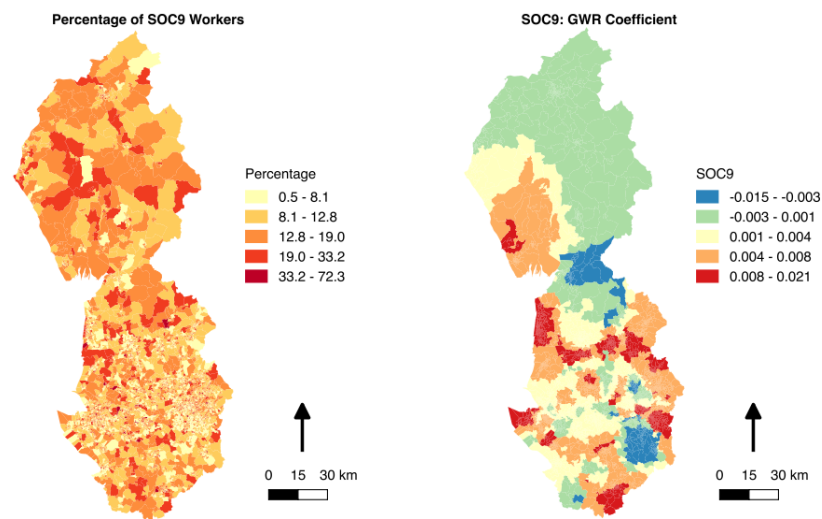 Percentage of SOC9 Workers
Percentage
0.5 - 8.1
8.1 - 12.8
12.8 - 19.0
19.0 - 33.2
33.2 - 72.3
0 15 30 km
SOC9: GWR Coefficient
SOC9
-0.015 - -0.003
-0.003 - 0.001
0.001 - 0.004
0.004 - 0.008
0.008 - 0.021
0 15 30 km